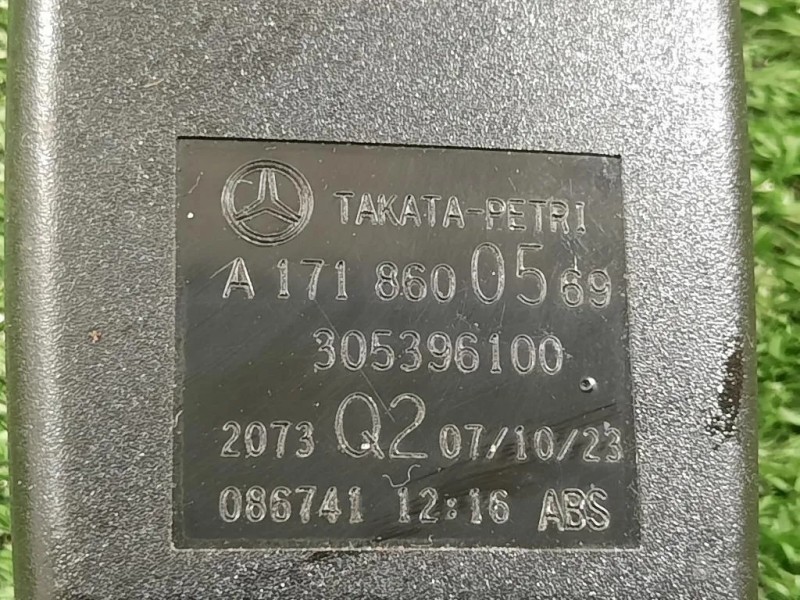 TAKATA-PETRI
A 171 860 05 69
305396100
2073 Q2 07/10/23
086741 12:16 ABS